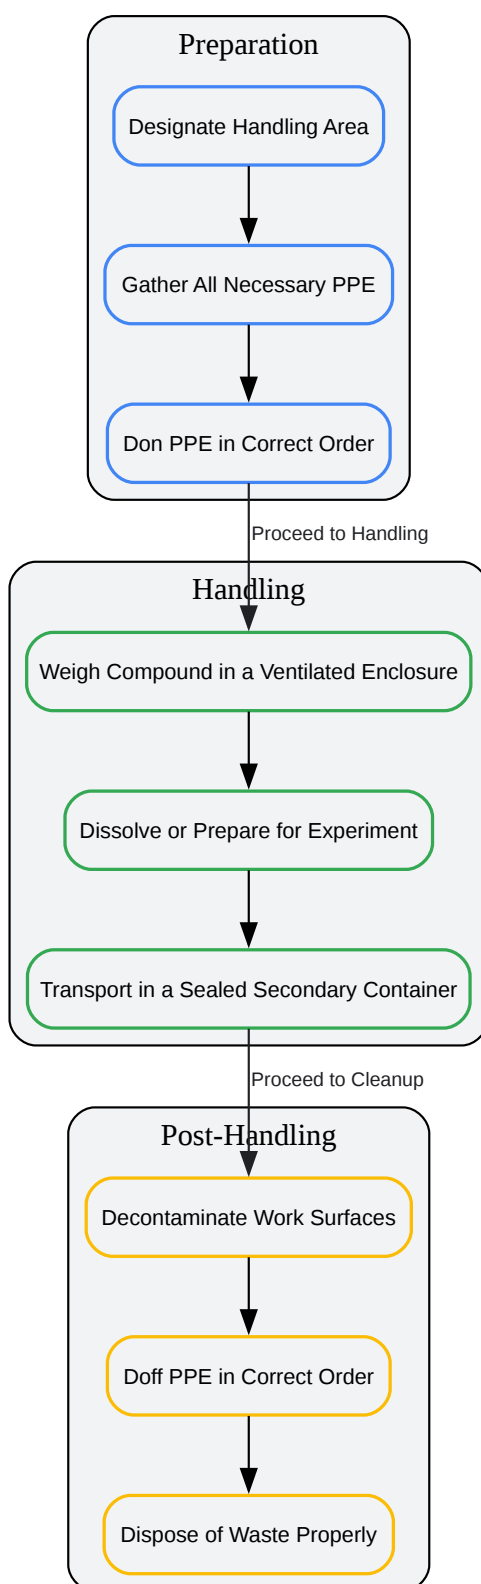 Preparation
Designate Handling Area
Gather All Necessary PPE
Don PPE in Correct Order
Proceed to Handling
Handling
Weigh Compound in a Ventilated Enclosure
Dissolve or Prepare for Experiment
Transport in a Sealed Secondary Container
Proceed to Cleanup
Post-Handling
Decontaminate Work Surfaces
Doff PPE in Correct Order
Dispose of Waste Properly